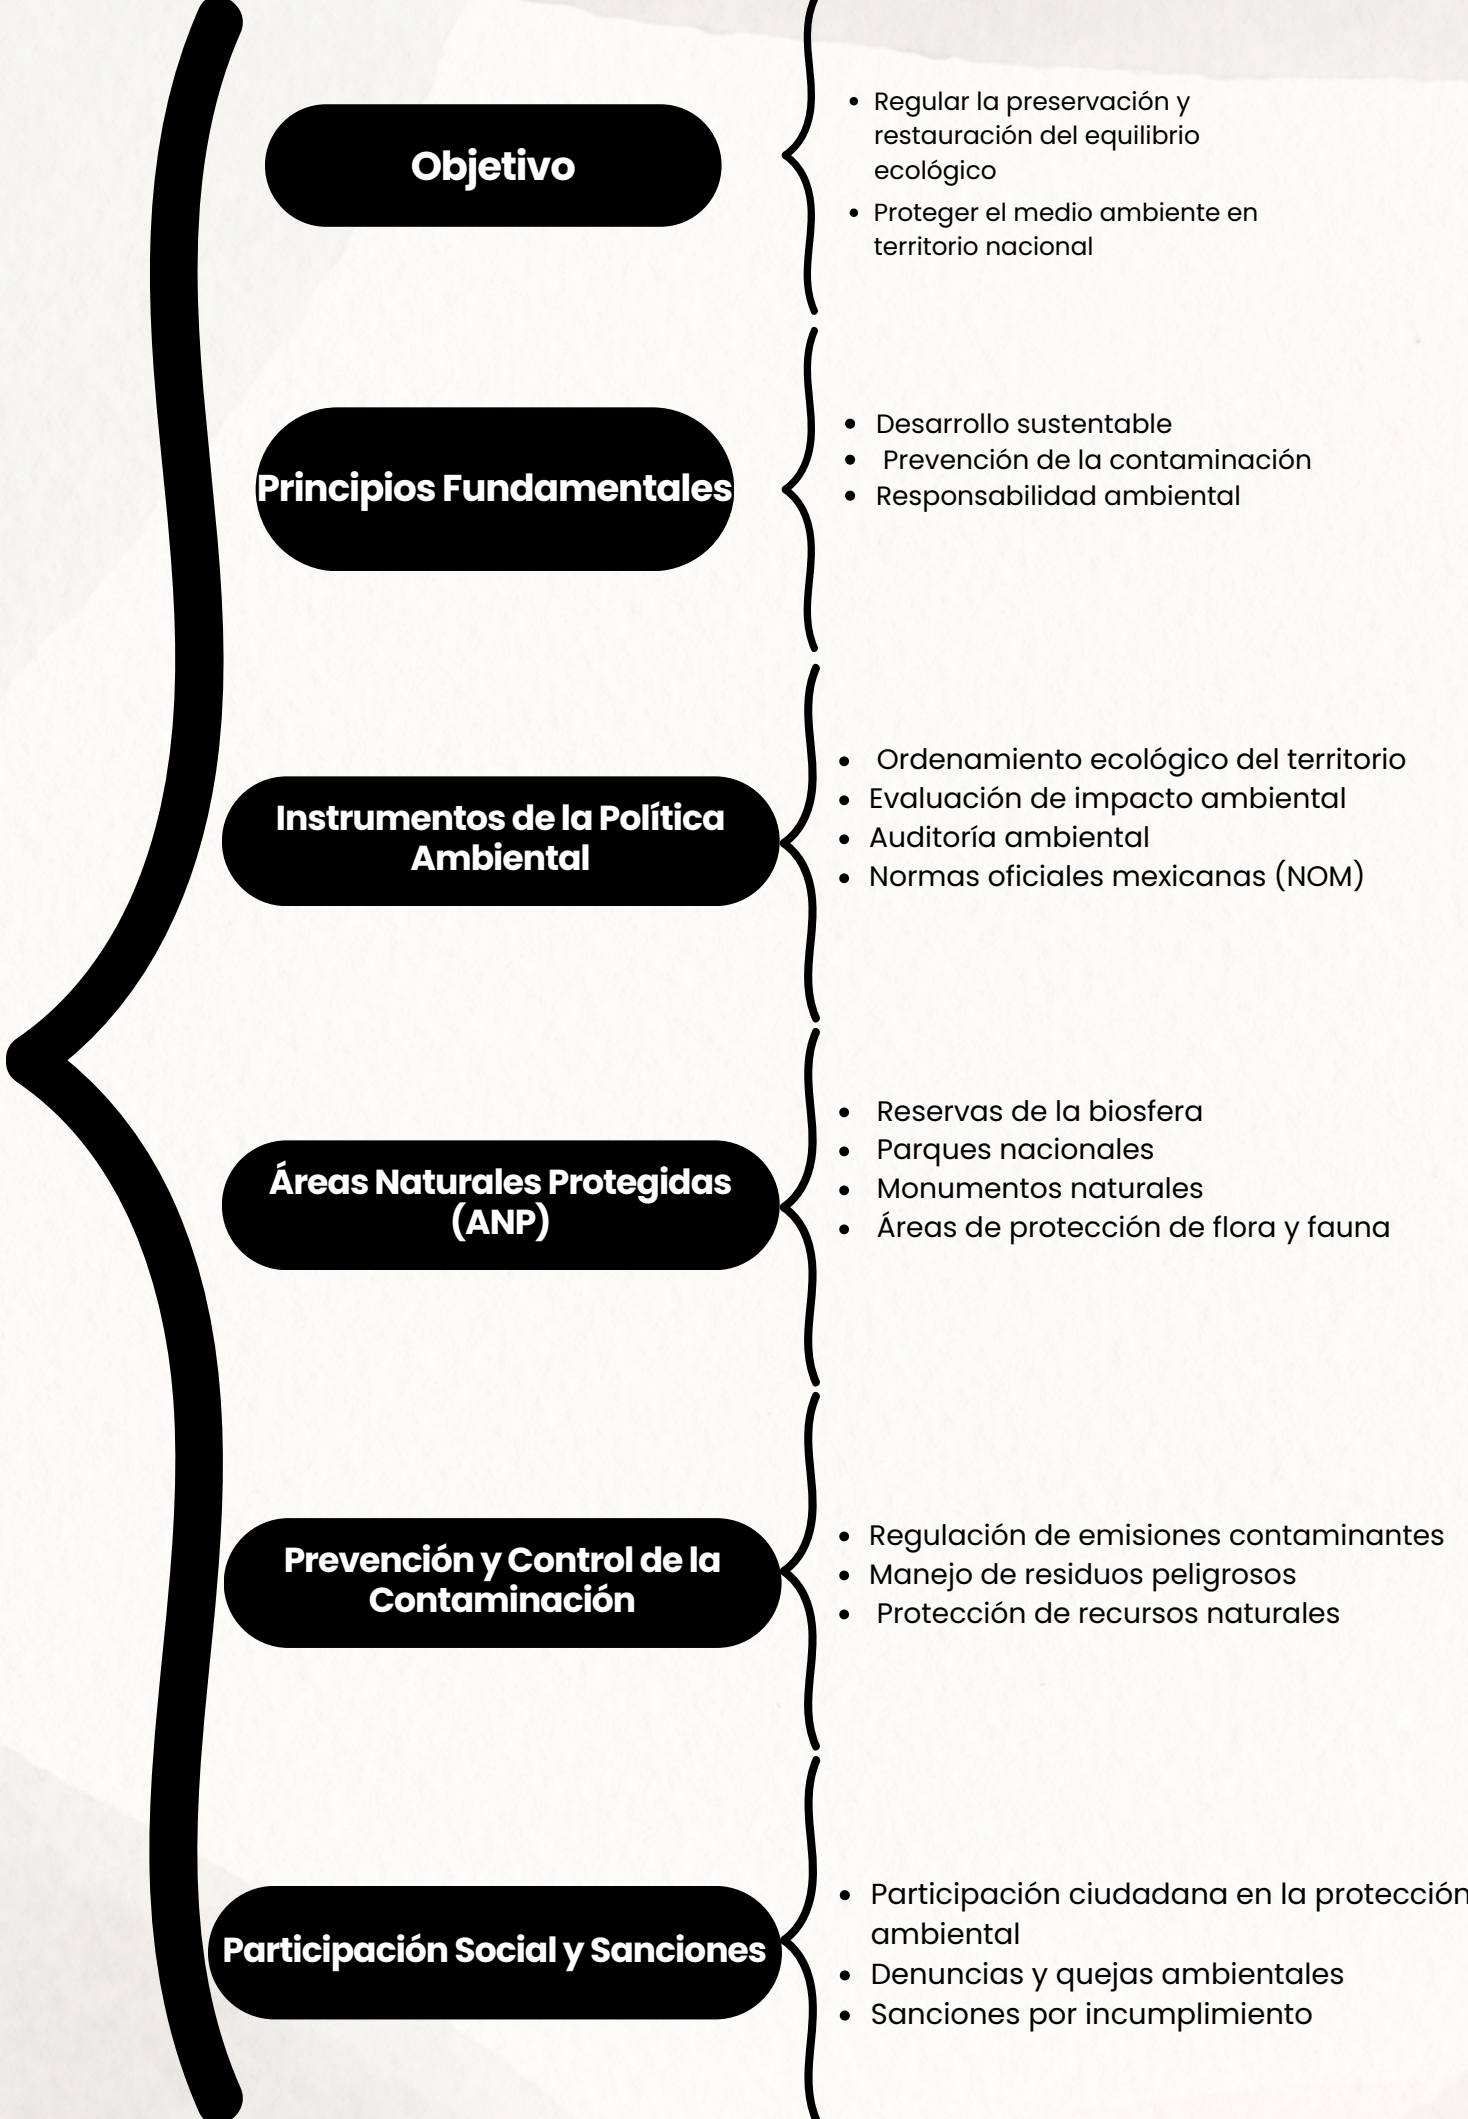 Objetivo
• Regular la preservación y
restauración del equilibrio
ecológico
• Proteger el medio ambiente en
territorio nacional
Principios Fundamentales
• Desarrollo sustentable
• Prevención de la contaminación
• Responsabilidad ambiental
Instrumentos de la Política
Ambiental
• Ordenamiento ecológico del territorio
• Evaluación de impacto ambiental
• Auditoría ambiental
• Normas oficiales mexicanas (NOM)
Áreas Naturales Protegidas
(ANP)
• Reservas de la biosfera
• Parques nacionales
• Monumentos naturales
• Áreas de protección de flora y fauna
Prevención y Control de la
Contaminación
• Regulación de emisiones contaminantes
• Manejo de residuos peligrosos
• Protección de recursos naturales
Participación Social y Sanciones
• Participación ciudadana en la protección
ambiental
• Denuncias y quejas ambientales
• Sanciones por incumplimiento